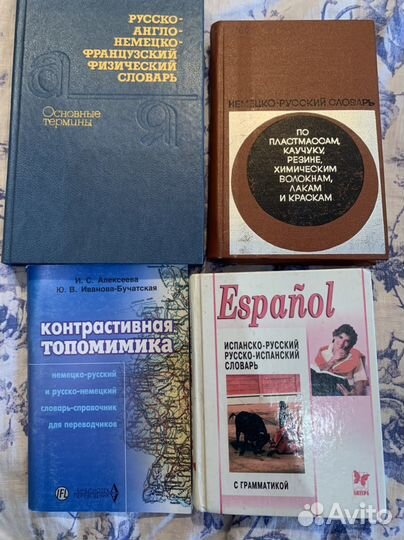 РУССКО-
АНГЛО-
НЕМЕЦКО-
ФРАНЦУЗСКИЙ
ФИЗИЧЕСКИЙ
СЛОВАРЬ
а
я
Основные
термины
НЕМЕЦКО-РУССКИЙ СЛОВАРЬ
ПО
ПЛАСТМАССАМ,
КАУЧУКУ,
РЕЗИНЕ,
ХИМИЧЕСКИМ
ВОЛОКНАМ,
ЛАКАМ
И КРАСКАМ
И. С. Алексеева
Ю. В. Иванова-Бучатская
КОНТРАСТИВНАЯ
ТОПОМИМИКА
немецко-русский
и русско-немецкий
словарь-справочник
для переводчиков
IFL
Español
ИСПАНСКО-РУССКИЙ
РУССКО-ИСПАНСКИЙ
СЛОВАРЬ
С ГРАММАТИКОЙ
Avito